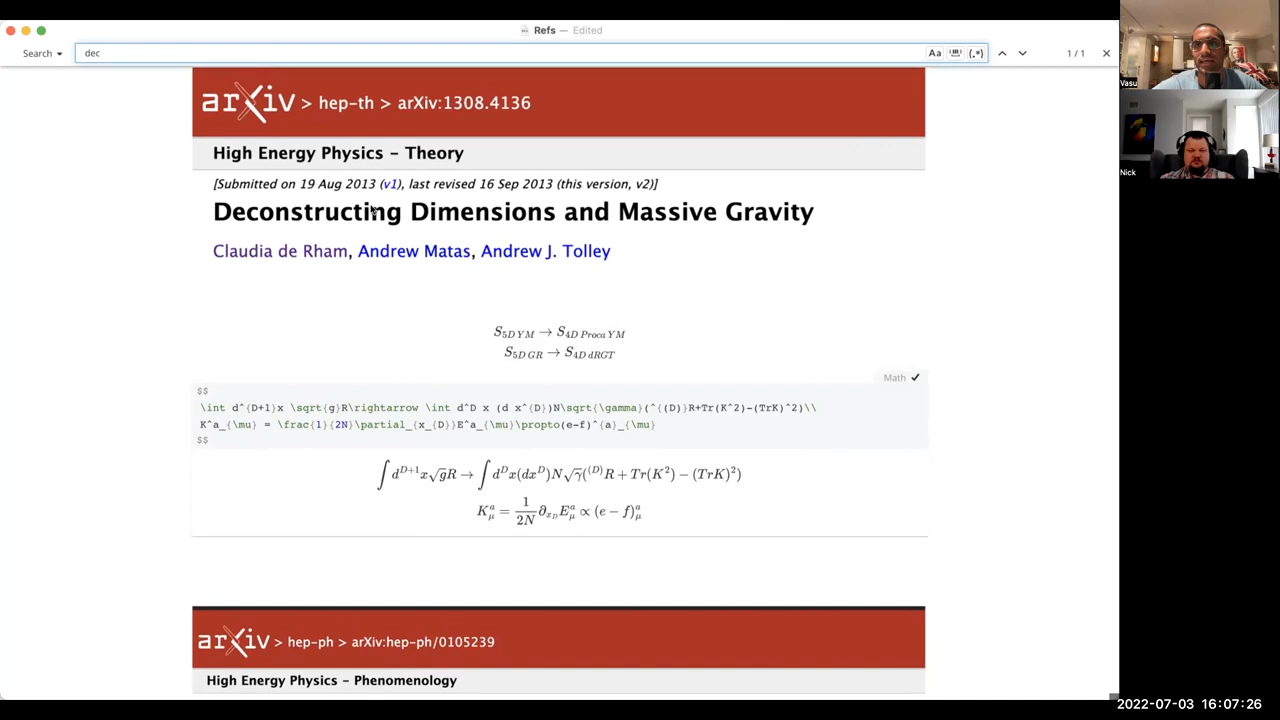 Refs — Edited
Search
dec
Aa
(.*)
1 / 1
arXiv > hep-th > arXiv:1308.4136
High Energy Physics – Theory
[Submitted on 19 Aug 2013 (v1), last revised 16 Sep 2013 (this version, v2)]
Deconstructing Dimensions and Massive Gravity
Claudia de Rham, Andrew Matas, Andrew J. Tolley
S_{5D YM} → S_{4D Proca YM}
S_{5D GR} → S_{4D dRGT}
Math ✓
$$
\int d^{D+1}x \sqrt{g}R\rightarrow \int d^D x (d x^{D})N\sqrt{\gamma}(^{(D)}R+Tr(K^2)-(TrK)^2)\\
K^a_{\mu} = \frac{1}{2N}\partial_{x_{D}}E^a_{\mu}\propto(e-f)^{a}_{\mu}
$$
∫ d^{D+1}x√gR → ∫ d^D x(dx^D)N√γ(^{(D)}R + Tr(K^2) − (TrK)^2)
K^a_μ = \frac{1}{2N}∂_{x_D}E^a_μ ∝ (e − f)^a_μ
arXiv > hep-ph > arXiv:hep-ph/0105239
High Energy Physics – Phenomenology
Vasu
Nick
2022-07-03 16:07:26